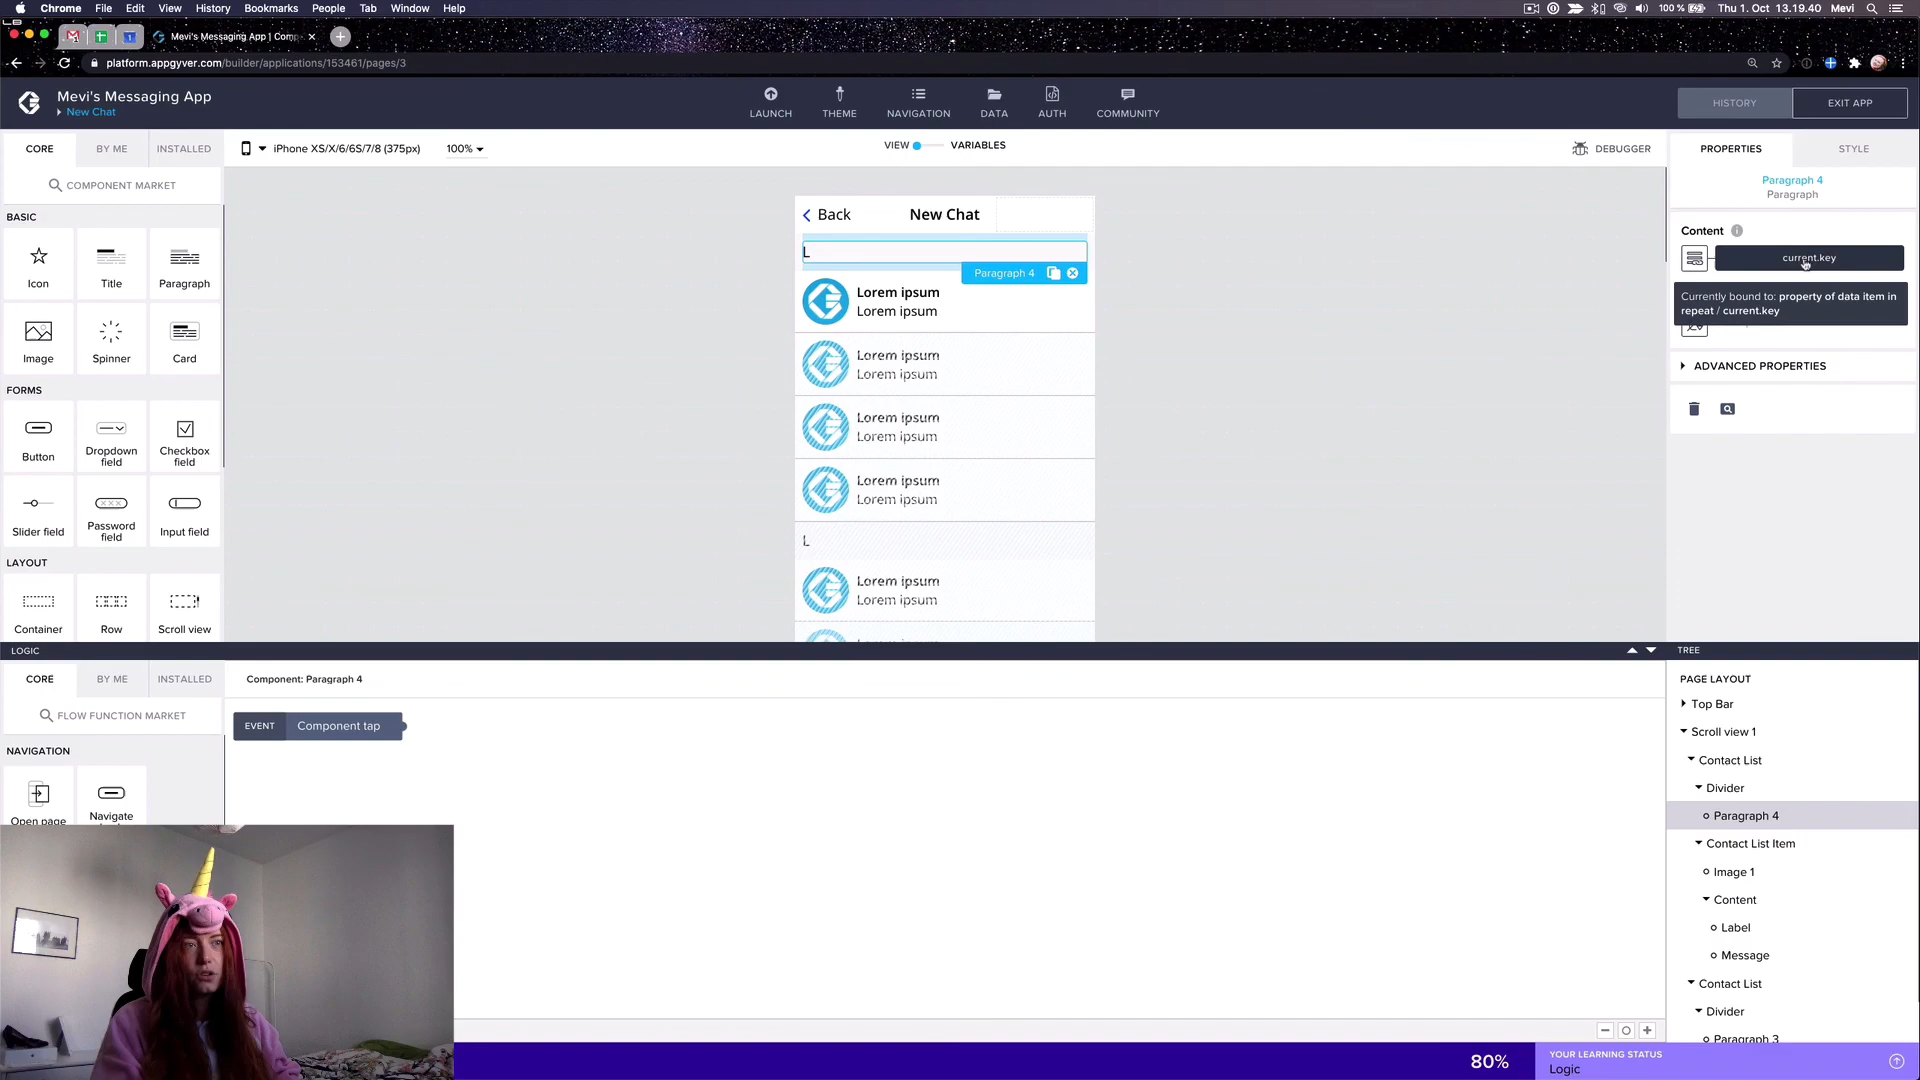 Chrome File Edit View History Bookmarks People Tab Window Help
100 % Thu 1. Oct 13.19.40 Mevi
Mevi's Messaging App | Comp
platform.appgyver.com/builder/applications/153461/pages/3
Mevi's Messaging App
New Chat
LAUNCH THEME NAVIGATION DATA AUTH COMMUNITY
HISTORY EXIT APP
CORE BY ME INSTALLED
iPhone XS/X/6/6S/7/8 (375px) 100%
VIEW VARIABLES
DEBUGGER
PROPERTIES STYLE
COMPONENT MARKET
BASIC
Icon Title Paragraph
Image Spinner Card
FORMS
Button Dropdown field Checkbox field
Slider field Password field Input field
LAYOUT
Container Row Scroll view
Back New Chat
L
Paragraph 4
Lorem ipsum
Lorem ipsum
Lorem ipsum
Lorem ipsum
Lorem ipsum
Lorem ipsum
Lorem ipsum
Lorem ipsum
L
Lorem ipsum
Lorem ipsum
Paragraph 4
Paragraph
Content
current.key
Currently bound to: property of data item in
repeat / current.key
ADVANCED PROPERTIES
LOGIC
CORE BY ME INSTALLED
FLOW FUNCTION MARKET
NAVIGATION
Open page Navigate
Component: Paragraph 4
EVENT Component tap
TREE
PAGE LAYOUT
Top Bar
Scroll view 1
Contact List
Divider
Paragraph 4
Contact List Item
Image 1
Content
Label
Message
Contact List
Divider
Paragraph 3
80%
YOUR LEARNING STATUS
Logic